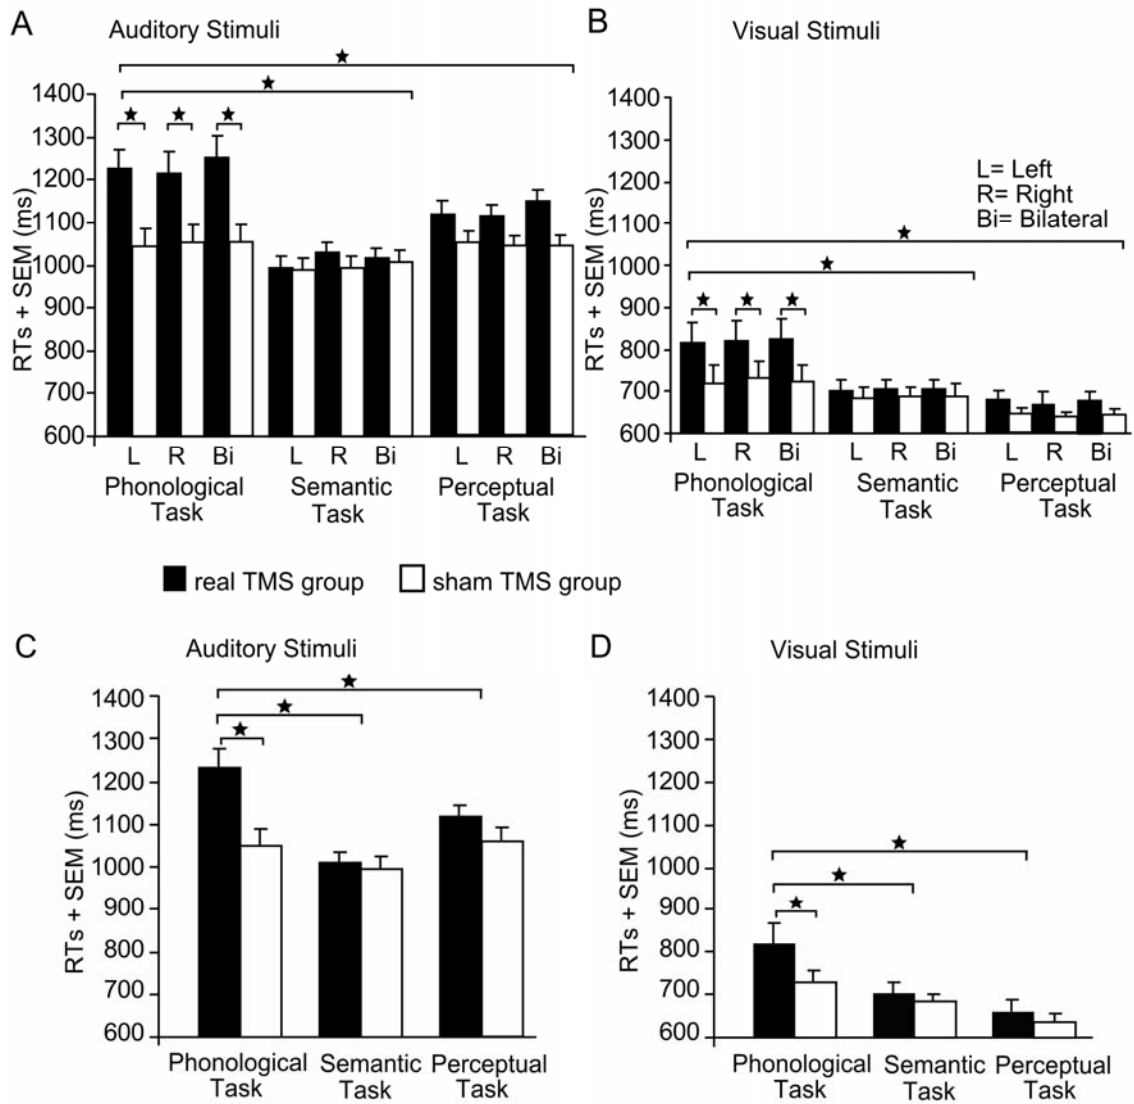 A
Auditory Stimuli
RTs + SEM (ms)
1400
1300
1200
1100
1000
900
800
700
600
L R Bi L R Bi L R Bi
Phonological Task
Semantic Task
Perceptual Task
B
Visual Stimuli
L= Left
R= Right
Bi= Bilateral
RTs + SEM (ms)
1400
1300
1200
1100
1000
900
800
700
600
L R Bi L R Bi L R Bi
Phonological Task
Semantic Task
Perceptual Task
real TMS group
sham TMS group
C
Auditory Stimuli
RTs + SEM (ms)
1400
1300
1200
1100
1000
900
800
700
600
Phonological Task
Semantic Task
Perceptual Task
D
Visual Stimuli
RTs + SEM (ms)
1400
1300
1200
1100
1000
900
800
700
600
Phonological Task
Semantic Task
Perceptual Task